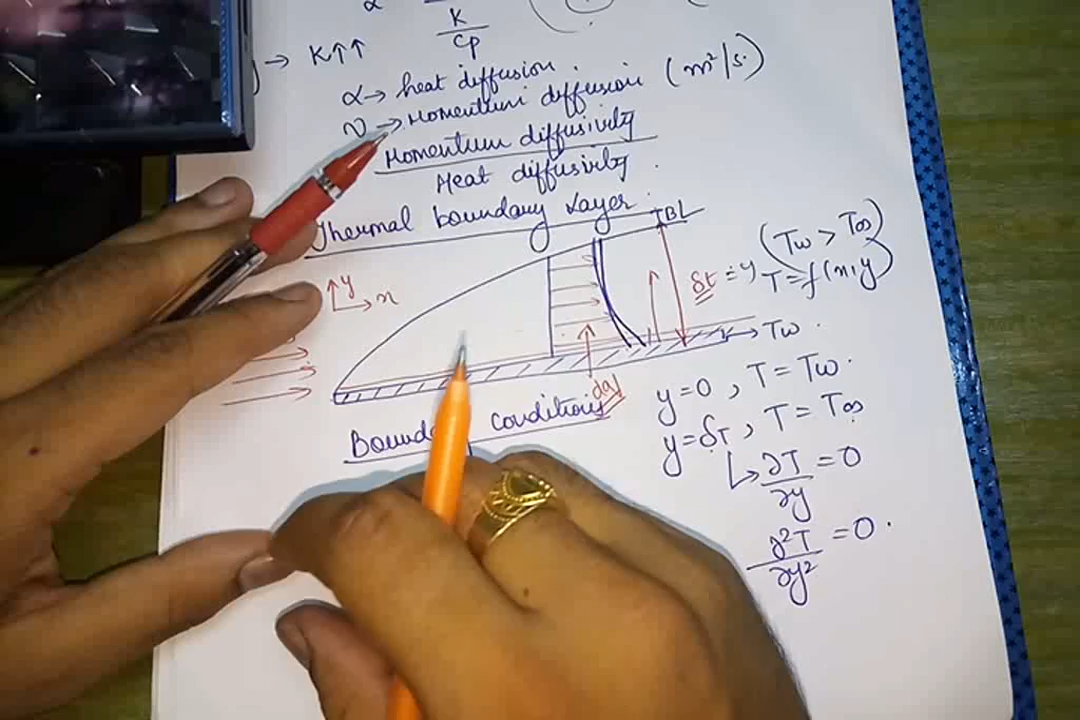 α
K
Cp
→ K↑↑
α → heat diffusion.
ν → Momentum diffusion (m²/s.)
Momentum diffusivity
Heat diffusivity.
Thermal boundary Layer
TBL
(Tw > T∞)
y
x
δt
T = f(x,y)
→ Tw.
Boundary Conditions
y=0, T = Tw.
y=δT, T = T∞
∂T/∂y = 0
∂²T/∂y² = 0.